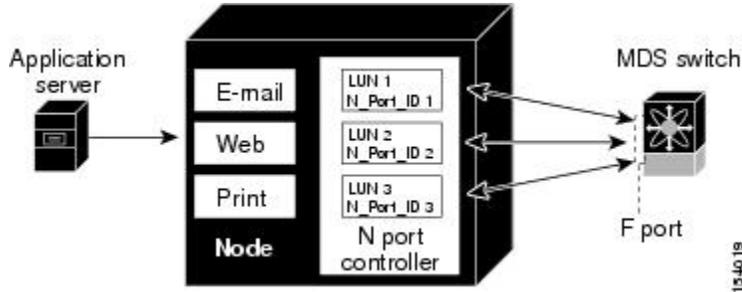 Application
server
E-mail
Web
Print
Node
LUN 1
N_Port_ID 1
LUN 2
N_Port_ID 2
LUN 3
N_Port_ID 3
N port
controller
MDS switch
F port
154019